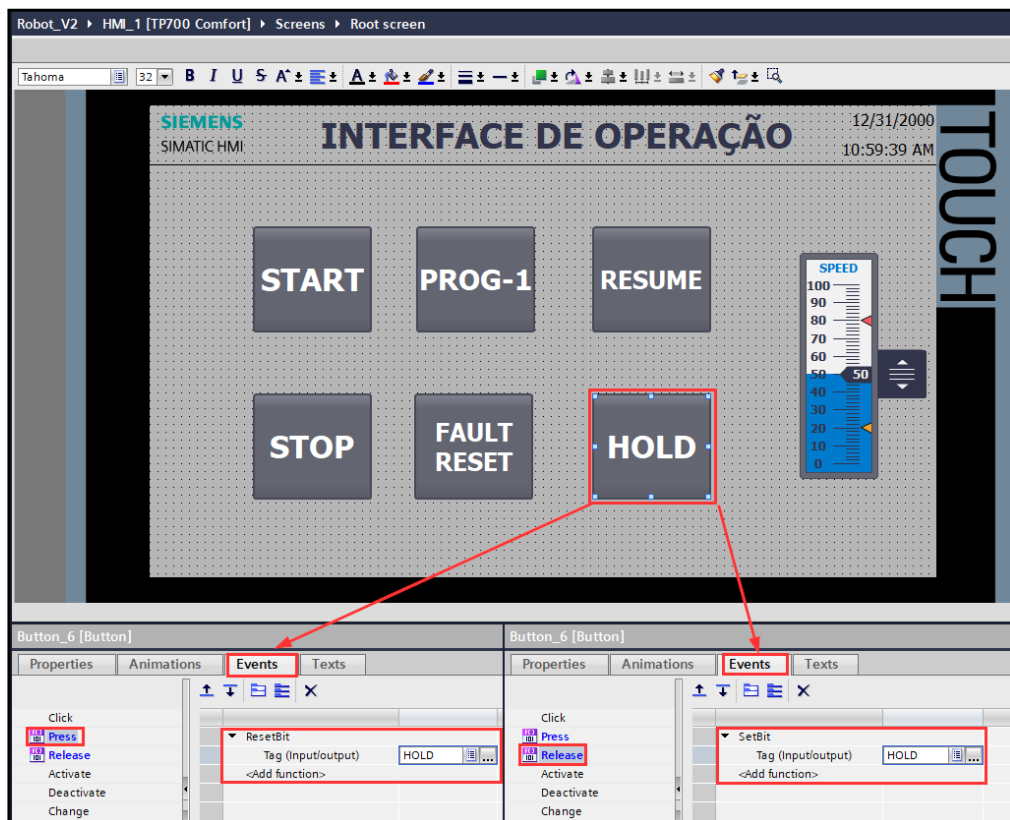 Robot_V2 ▸ HMI_1 [TP700 Comfort] ▸ Screens ▸ Root screen
Tahoma 32 B I U S A A
SIEMENS
SIMATIC HMI
INTERFACE DE OPERAÇÃO
12/31/2000
10:59:39 AM
TOUCH
START
PROG-1
RESUME
STOP
FAULT
RESET
HOLD
SPEED
100
90
80
70
60
50
50
40
30
20
10
0
Button_6 [Button]
Properties Animations Events Texts
Click
Press
Release
Activate
Deactivate
Change
ResetBit
Tag (Input/output) HOLD ...
<Add function>
Button_6 [Button]
Properties Animations Events Texts
Click
Press
Release
Activate
Deactivate
Change
SetBit
Tag (Input/output) HOLD ...
<Add function>